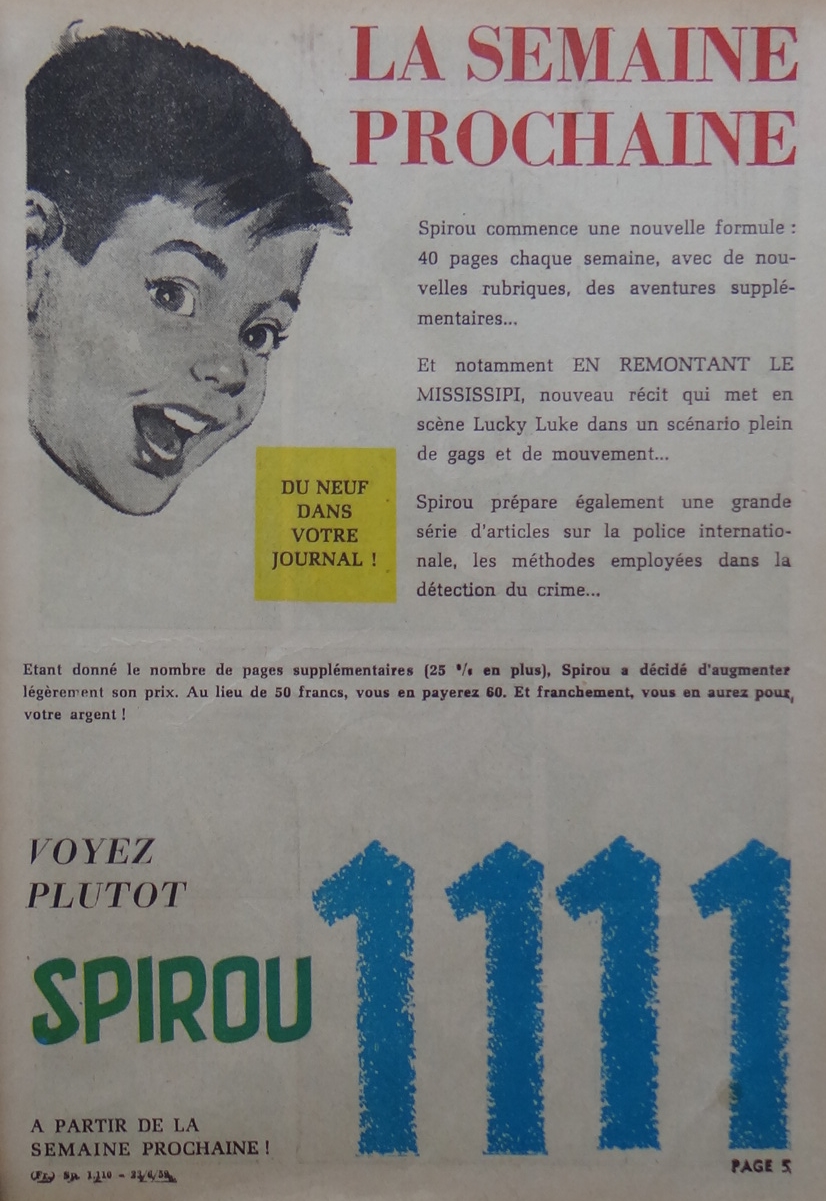 LA SEMAINE
PROCHAINE
Spirou commence une nouvelle formule :
40 pages chaque semaine, avec de nou-
velles rubriques, des aventures supplé-
mentaires...
Et notamment EN REMONTANT LE
MISSISSIPI, nouveau récit qui met en
scène Lucky Luke dans un scénario plein
de gags et de mouvement...
Spirou prépare également une grande
série d'articles sur la police internatio-
nale, les méthodes employées dans la
détection du crime...
DU NEUF
DANS
VOTRE
JOURNAL !
Etant donné le nombre de pages supplémentaires (25 % en plus), Spirou a décidé d'augmenter
légèrement son prix. Au lieu de 50 francs, vous en payerez 60. Et franchement, vous en aurez pour
votre argent !
VOYEZ
PLUTOT
SPIROU
1111
A PARTIR DE LA
SEMAINE PROCHAINE !
(Fr.) Sp. 1.110 -
PAGE 5